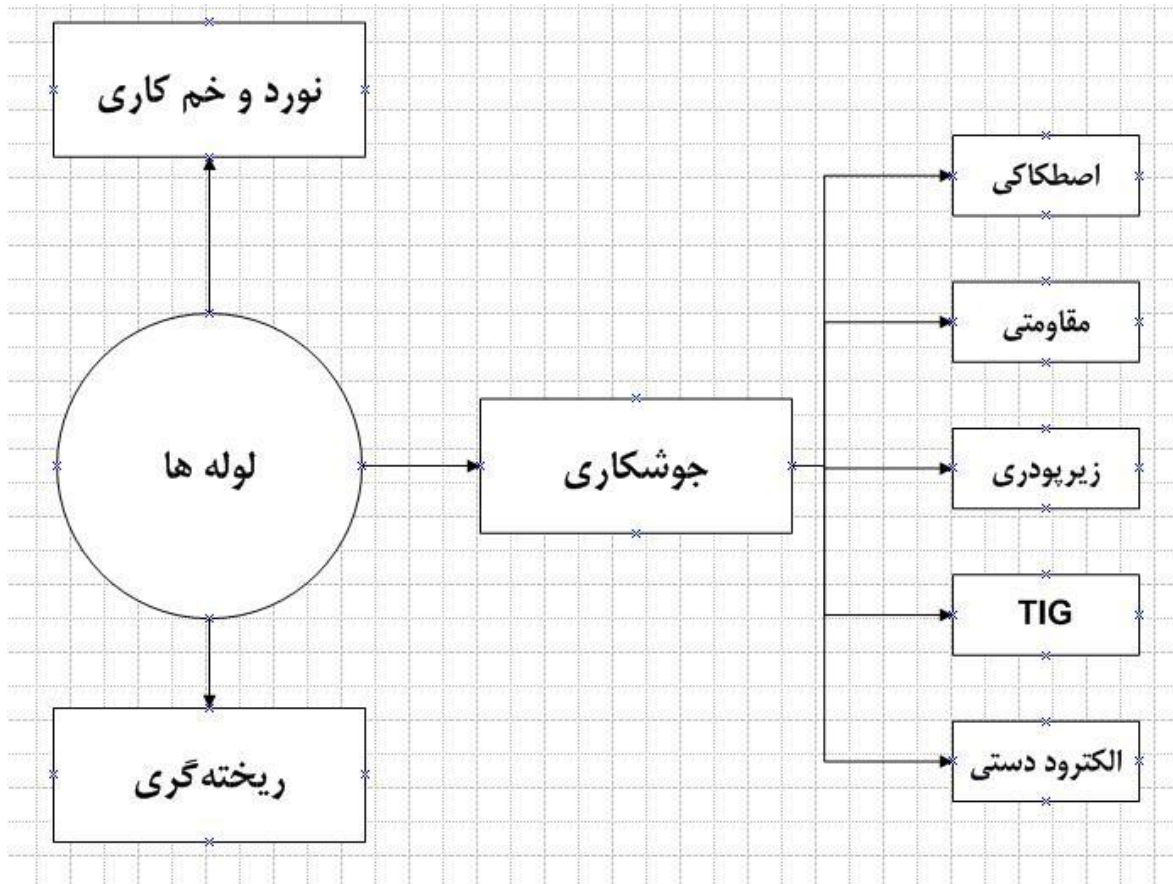 نورد و خم کاری
لوله ها
ریخته‌گری
جوشکاری
اصطکاکی
مقاومتی
زیرپودری
TIG
الکترود دستی